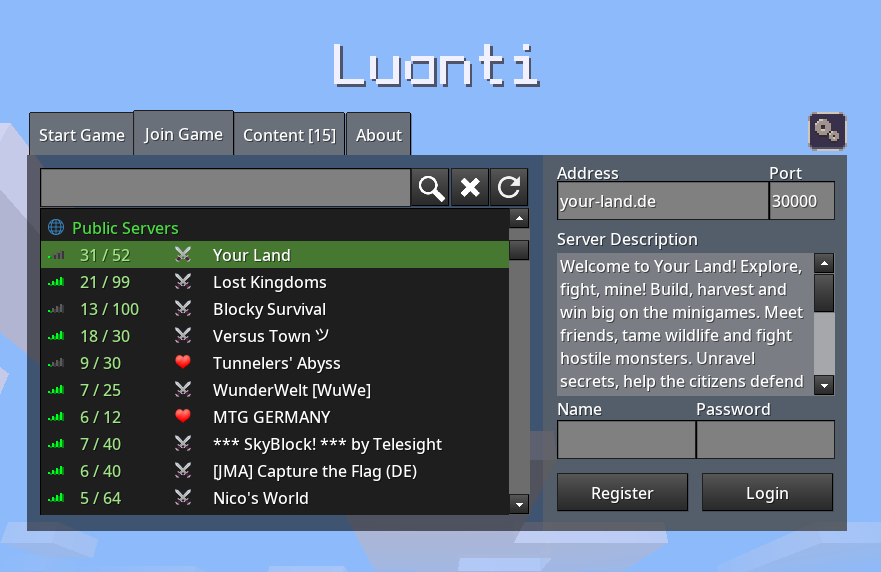 Luanti
Start Game
Join Game
Content [15]
About
Address Port
your-land.de 30000
Server Description
Welcome to Your Land! Explore,
fight, mine! Build, harvest and
win big on the minigames. Meet
friends, tame wildlife and fight
hostile monsters. Unravel
secrets, help the citizens defend
Name Password
Register Login
Public Servers
31 / 52 Your Land
21 / 99 Lost Kingdoms
13 / 100 Blocky Survival
18 / 30 Versus Town ツ
9 / 30 Tunnelers' Abyss
7 / 25 WunderWelt [WuWe]
6 / 12 MTG GERMANY
7 / 40 *** SkyBlock! *** by Telesight
6 / 40 [JMA] Capture the Flag (DE)
5 / 64 Nico's World